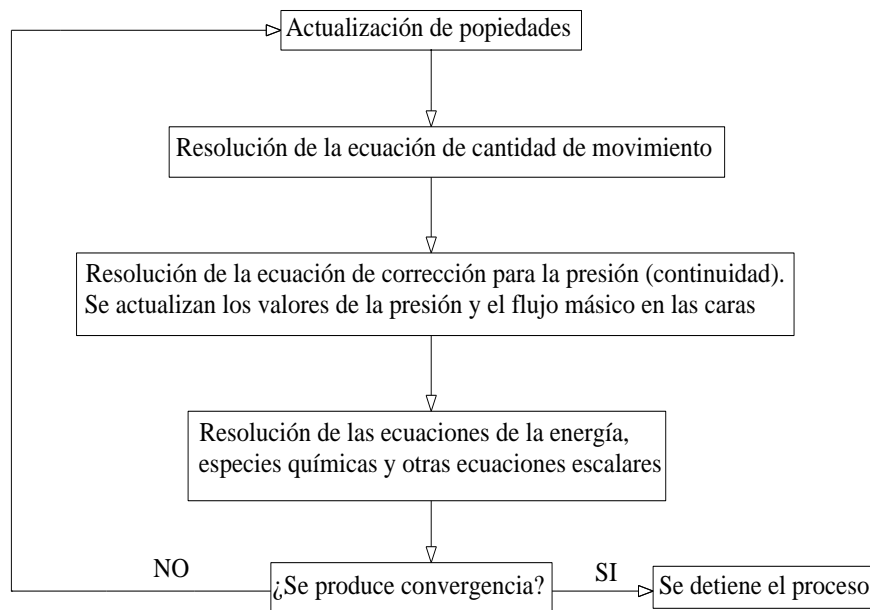 Actualización de popiedades
Resolución de la ecuación de cantidad de movimiento
Resolución de la ecuación de corrección para la presión (continuidad).
Se actualizan los valores de la presión y el flujo másico en las caras
Resolución de las ecuaciones de la energía,
especies químicas y otras ecuaciones escalares
NO
¿Se produce convergencia?
SI
Se detiene el proceso